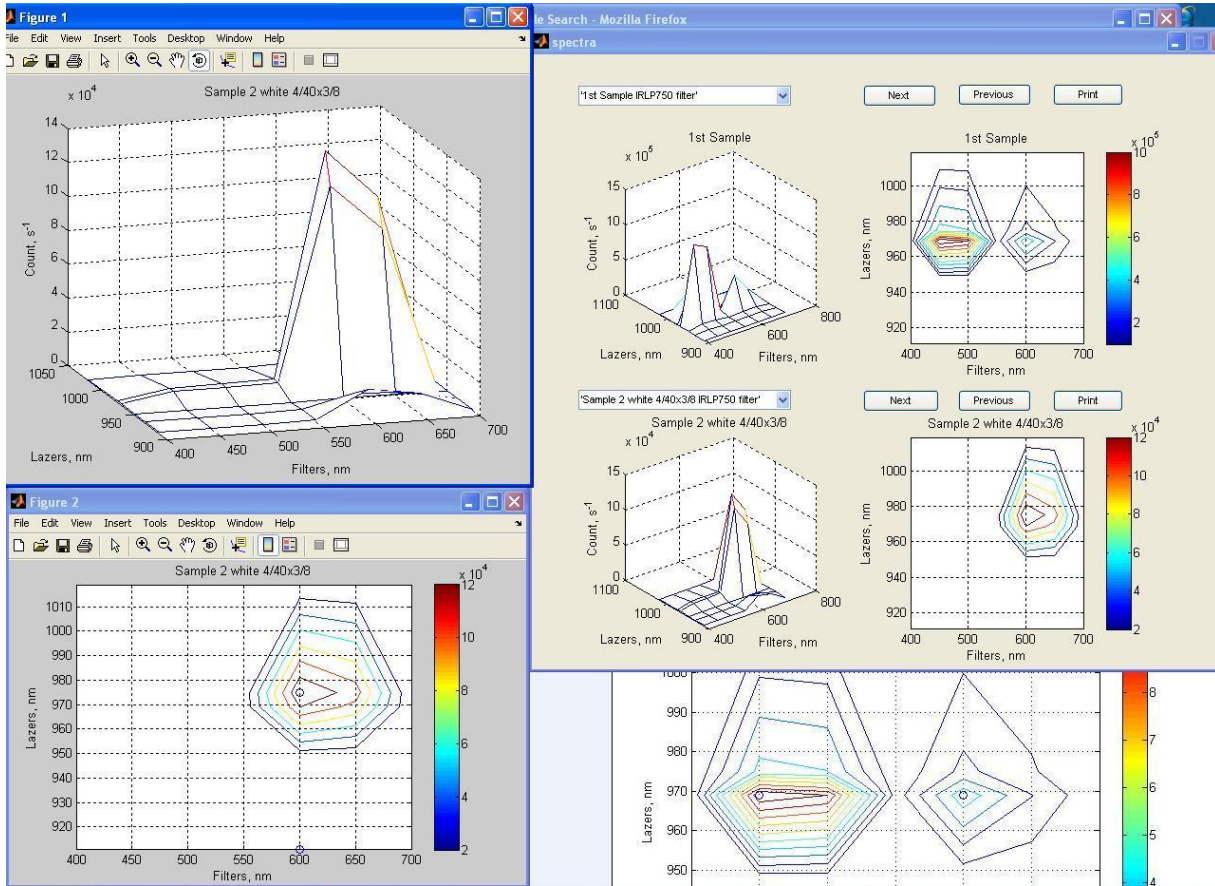 Figure 1
File Edit View Insert Tools Desktop Window Help
Sample 2 white 4/40x3/8
x 10^4
14
12
10
8
6
4
2
0
Count, s^-1
1050
1000
950
900
Lazers, nm
400 450 500 550 600 650 700
Filters, nm
Figure 2
File Edit View Insert Tools Desktop Window Help
Sample 2 white 4/40x3/8
x 10^4
1010
1000
990
980
970
960
950
940
930
920
Lazers, nm
400 450 500 550 600 650 700
Filters, nm
12
10
8
6
4
2
le Search - Mozilla Firefox
spectra
'1st Sample IRLP750 filter'
Next Previous Print
1st Sample
x 10^5
15
10
5
0
Count, s^-1
1100
1000
900
Lazers, nm
400 600 800
Filters, nm
1st Sample
x 10^5
1000
980
960
940
920
Lazers, nm
400 500 600 700
Filters, nm
10
9
8
7
6
5
4
3
2
1
'Sample 2 white 4/40x3/8 IRLP750 filter'
Next Previous Print
Sample 2 white 4/40x3/8
x 10^4
15
10
5
0
Count, s^-1
1100
1000
900
Lazers, nm
400 600 800
Filters, nm
Sample 2 white 4/40x3/8
x 10^4
1000
980
960
940
920
Lazers, nm
400 500 600 700
Filters, nm
12
10
8
6
4
2
1000
990
980
970
960
950
Lazers, nm
8
7
6
5
4